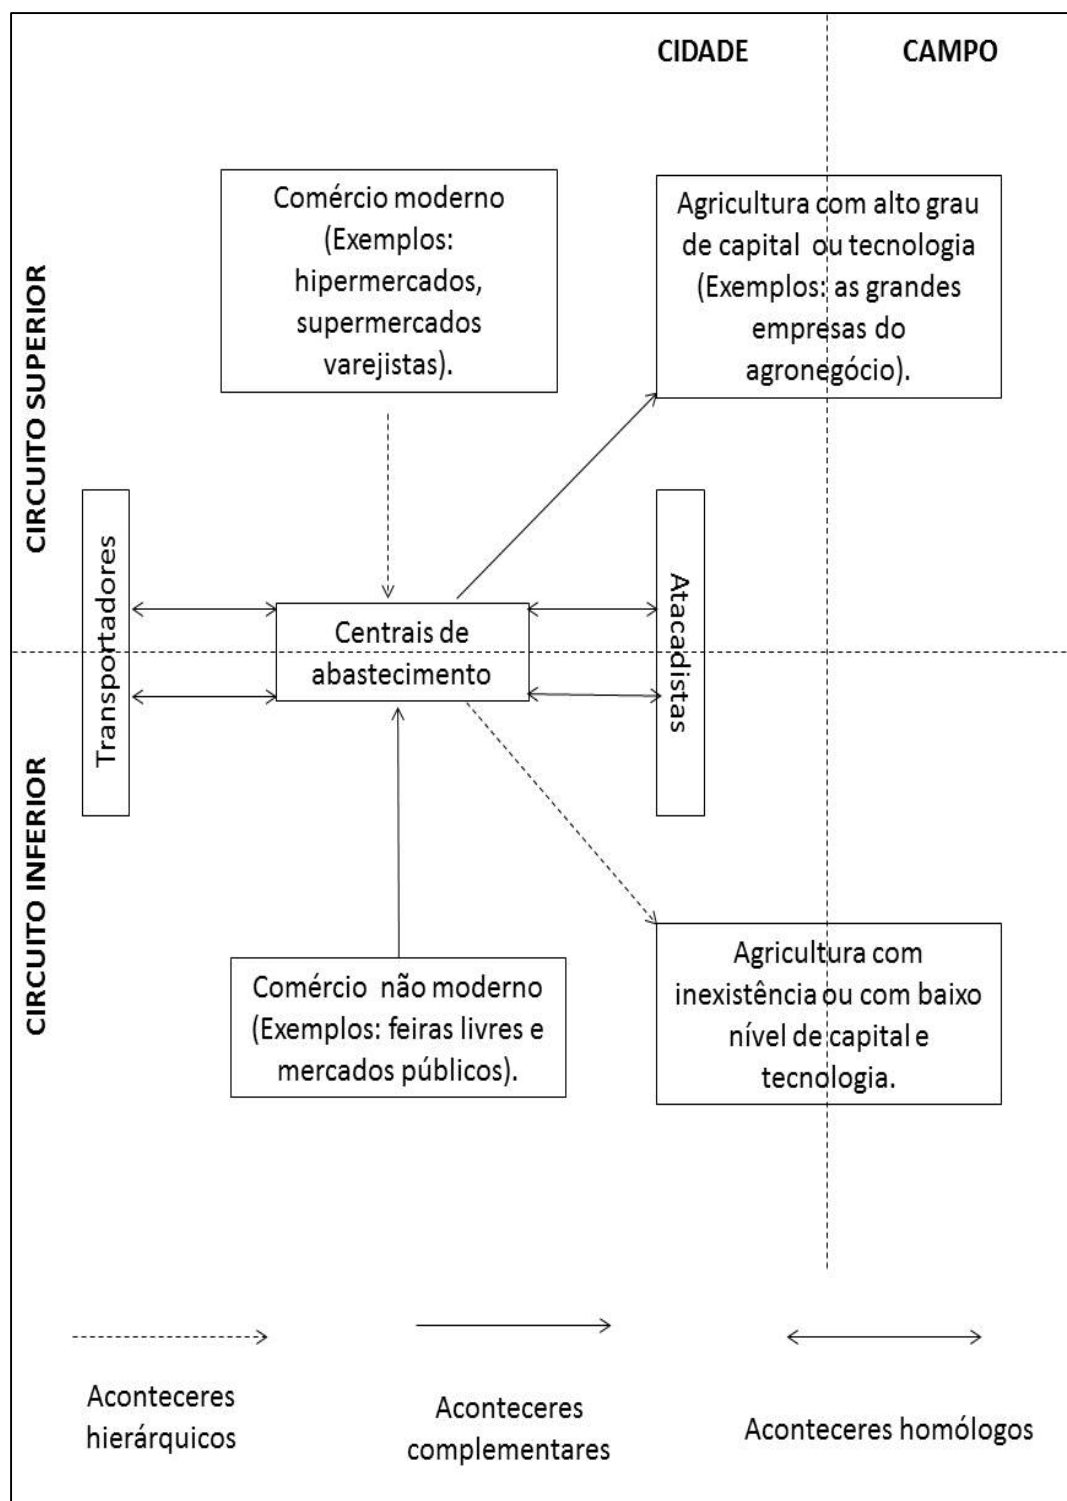 CIDADE
CAMPO
CIRCUITO SUPERIOR
Comércio moderno
(Exemplos:
hipermercados,
supermercados
varejistas).
Agricultura com alto grau
de capital ou tecnologia
(Exemplos: as grandes
empresas do
agronegócio).
Transportadores
Centrais de
abastecimento
Atacadistas
CIRCUITO INFERIOR
Comércio não moderno
(Exemplos: feiras livres e
mercados públicos).
Agricultura com
inexistência ou com baixo
nível de capital e
tecnologia.
Aconteceres
hierárquicos
Aconteceres
complementares
Aconteceres homólogos